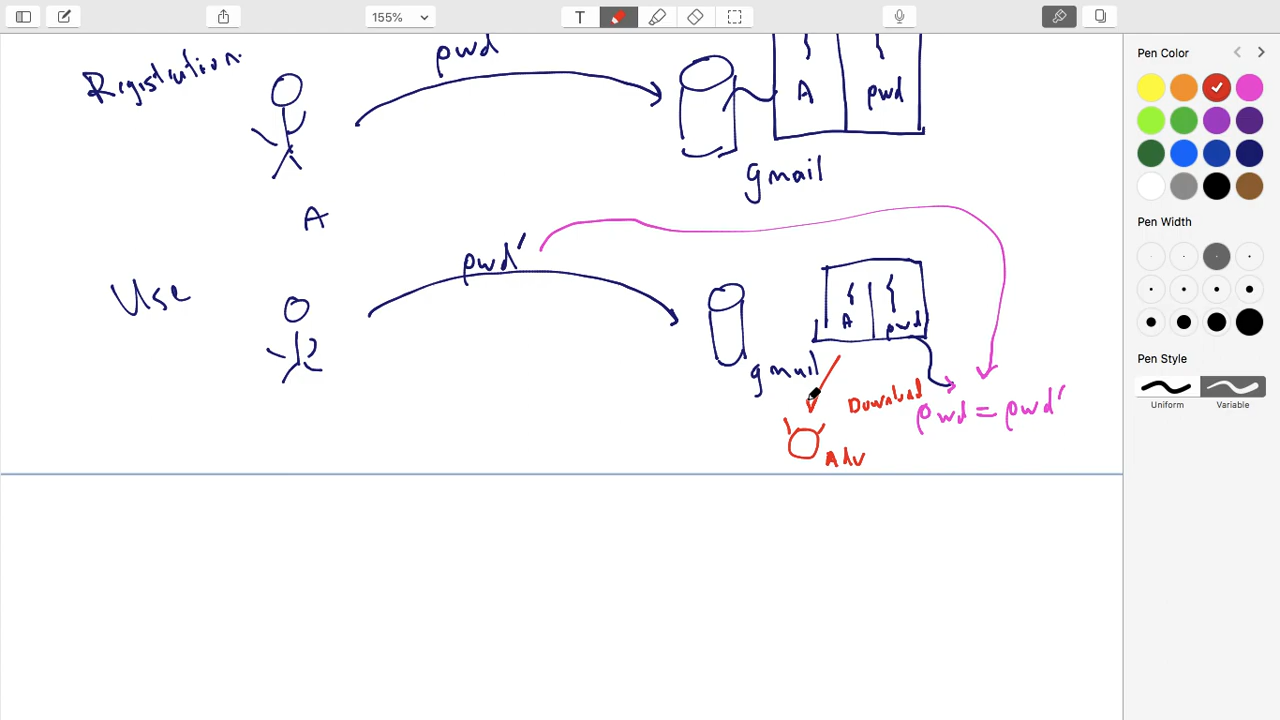 155%
T
Pen Color
Pen Width
Pen Style
Uniform
Variable
Registration
pwd
A
pwd
gmail
A
Use
pwd'
A
pwd
gmail
Download
pwd = pwd'
Adv